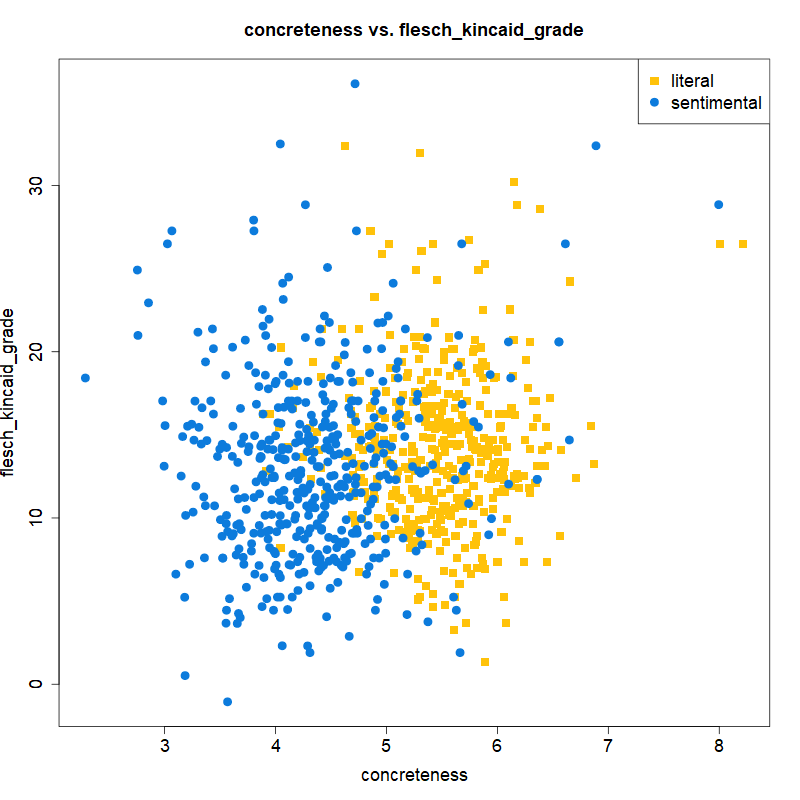 concreteness vs. flesch_kincaid_grade
literal
sentimental
flesch_kincaid_grade
30
20
10
0
3 4 5 6 7 8
concreteness